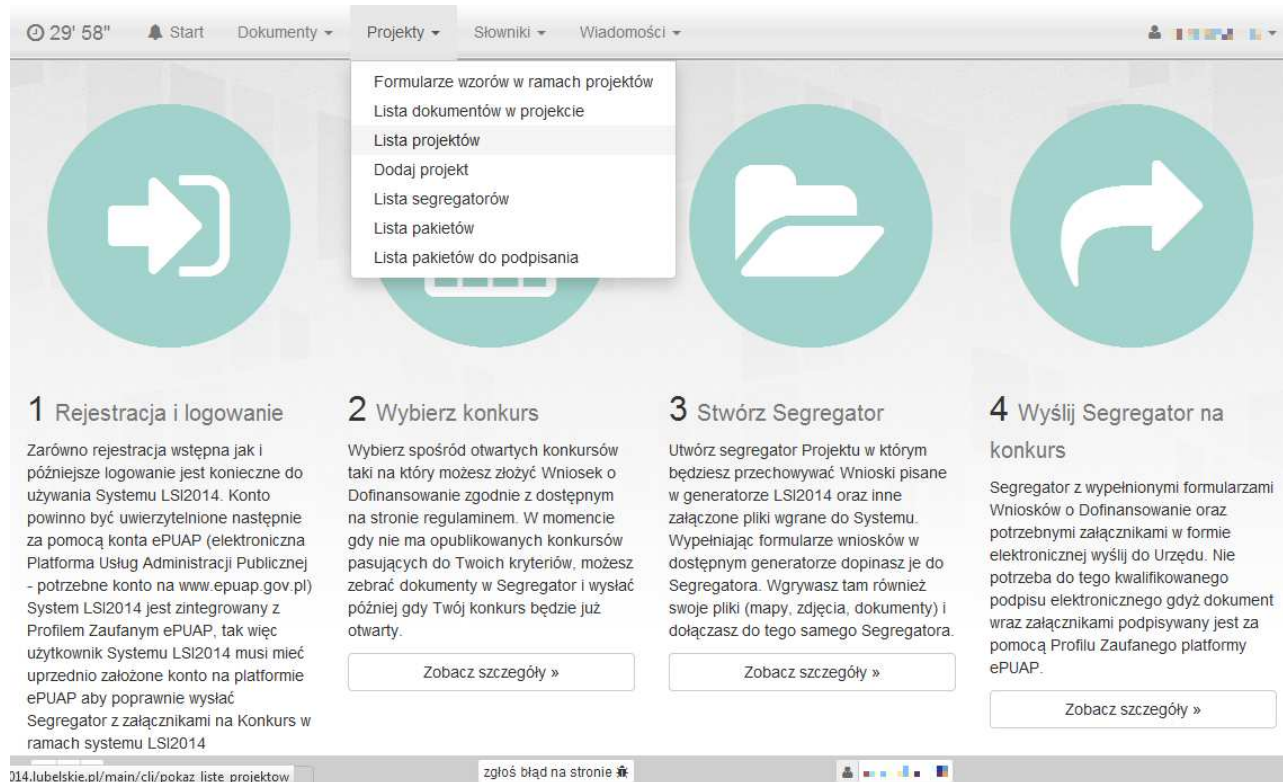 29' 58" Start Dokumenty Projekty Słowniki Wiadomości
Formularze wzorów w ramach projektów
Lista dokumentów w projekcie
Lista projektów
Dodaj projekt
Lista segregatorów
Lista pakietów
Lista pakietów do podpisania
1 Rejestracja i logowanie
Zarówno rejestracja wstępna jak i
późniejsze logowanie jest konieczne do
używania Systemu LSI2014. Konto
powinno być uwierzytelnione następnie
za pomocą konta ePUAP (elektroniczna
Platforma Usług Administracji Publicznej
- potrzebne konto na www.epuap.gov.pl)
System LSI2014 jest zintegrowany z
Profilem Zaufanym ePUAP, tak więc
użytkownik Systemu LSI2014 musi mieć
uprzednio założone konto na platformie
ePUAP aby poprawnie wysłać
Segregator z załącznikami na Konkurs w
ramach systemu LSI2014
2 Wybierz konkurs
Wybierz spośród otwartych konkursów
taki na który możesz złożyć Wniosek o
Dofinansowanie zgodnie z dostępnym
na stronie regulaminem. W momencie
gdy nie ma opublikowanych konkursów
pasujących do Twoich kryteriów, możesz
zebrać dokumenty w Segregator i wysłać
później gdy Twój konkurs będzie już
otwarty.
Zobacz szczegóły »
3 Stwórz Segregator
Utwórz segregator Projektu w którym
będziesz przechowywać Wnioski pisane
w generatorze LSI2014 oraz inne
załączone pliki wgrane do Systemu.
Wypełniając formularze wniosków w
dostępnym generatorze dopinasz je do
Segregatora. Wgrywasz tam również
swoje pliki (mapy, zdjęcia, dokumenty) i
dołączasz do tego samego Segregatora.
Zobacz szczegóły »
4 Wyślij Segregator na
konkurs
Segregator z wypełnionymi formularzami
Wniosków o Dofinansowanie oraz
potrzebnymi załącznikami w formie
elektronicznej wyślij do Urzędu. Nie
potrzeba do tego kwalifikowanego
podpisu elektronicznego gdyż dokument
wraz załącznikami podpisywany jest za
pomocą Profilu Zaufanego platformy
ePUAP.
Zobacz szczegóły »
014.lubelskie.pl/main/cli/pokaz_liste_projektow
zgłoś błąd na stronie